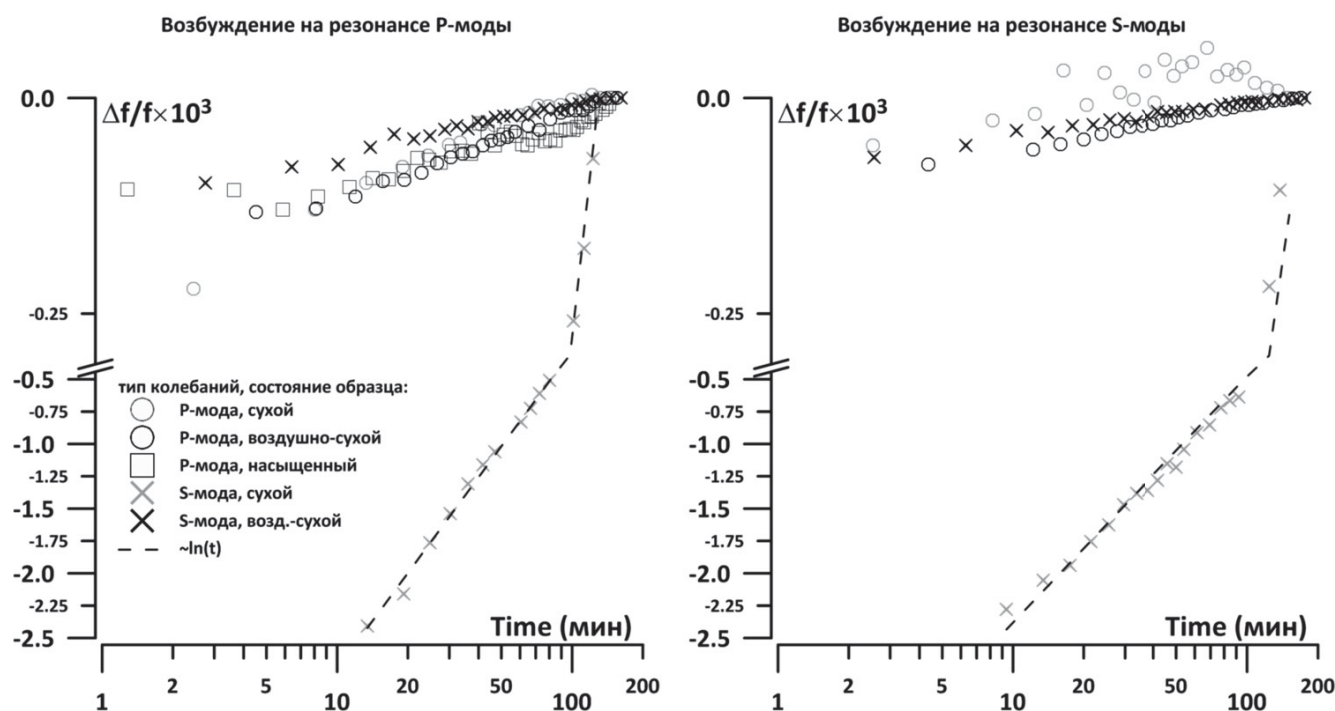 Возбуждение на резонансе P-моды
Возбуждение на резонансе S-моды
0.0
Δf/f×10³
-0.25
-0.5
-0.75
-1.0
-1.25
-1.5
-1.75
-2.0
-2.25
-2.5
тип колебаний, состояние образца:
P-мода, сухой
P-мода, воздушно-сухой
P-мода, насыщенный
S-мода, сухой
S-мода, возд.-сухой
~ln(t)
Time (мин)
1 2 5 10 20 50 100 200
0.0
Δf/f×10³
-0.25
-0.5
-0.75
-1.0
-1.25
-1.5
-1.75
-2.0
-2.25
-2.5
Time (мин)
1 2 5 10 20 50 100 200